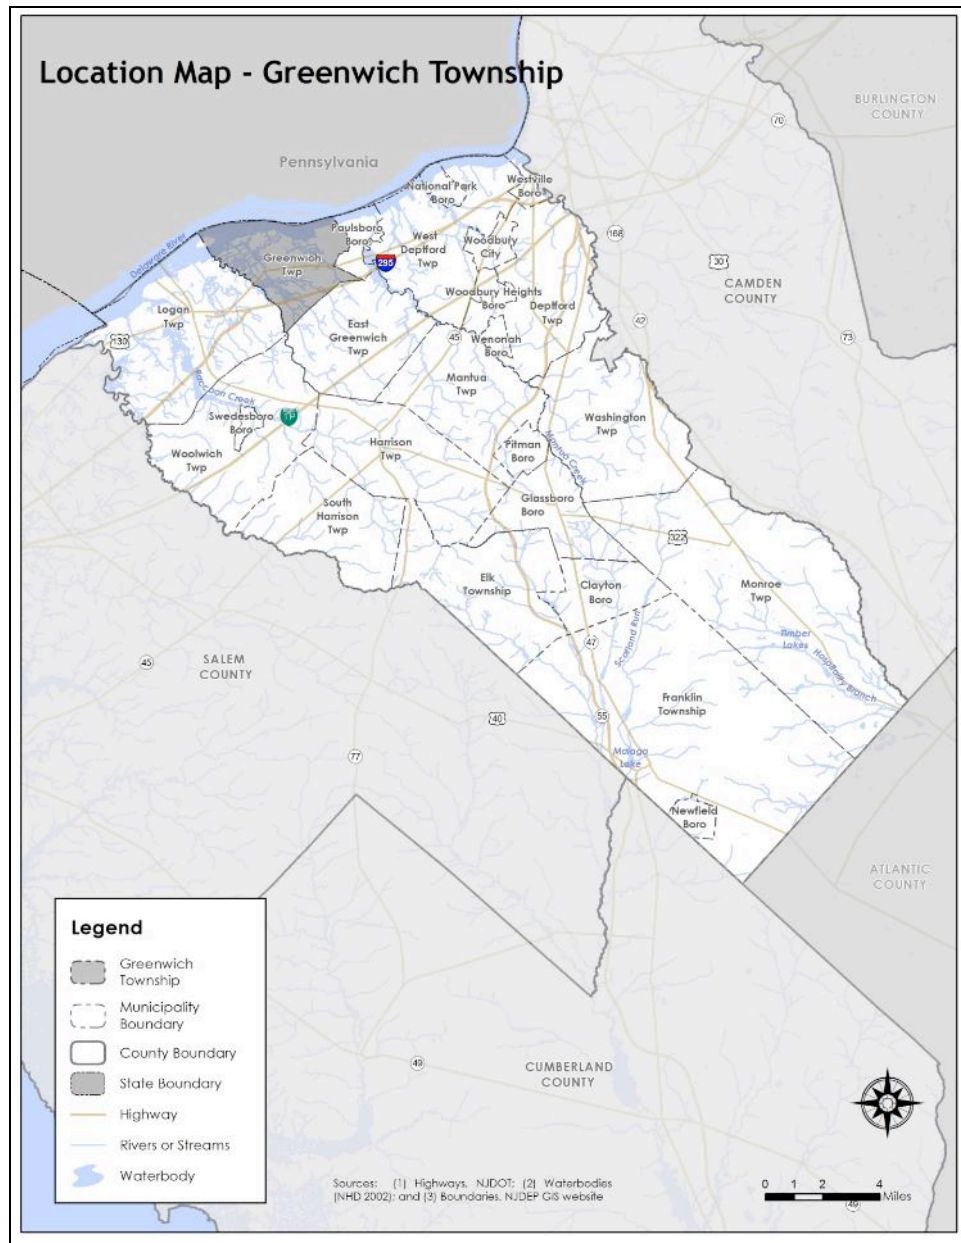 Location Map - Greenwich Township
BURLINGTON
COUNTY
70
Pennsylvania
National Park
Boro
Westville
Boro
Paulsboro
Boro
West
Deptford
Twp
Woodbury
City
168
Delaware River
Greenwich
Twp
295
30
CAMDEN
COUNTY
Woodbury Heights
Boro
Deptford
Twp
Logan
Twp
East
Greenwich
Twp
42
130
45
Wenonah
Boro
73
Mantua
Twp
Raccoon Creek
Swedesboro
Boro
Washington
Twp
Woolwich
Twp
Harrison
Twp
Pitman
Boro
Glassboro
Boro
South
Harrison
Twp
322
Elk
Township
Clayton
Boro
Monroe
Twp
Scotland Run
Timber
Lakes
Hospitality Branch
47
45
SALEM
COUNTY
Franklin
Township
40
55
77
Malaga
Lake
Newfield
Boro
ATLANTIC
COUNTY
Legend
Greenwich
Township
Municipality
Boundary
County Boundary
State Boundary
Highway
Rivers or Streams
Waterbody
49
CUMBERLAND
COUNTY
Sources: (1) Highways, NJDOT; (2) Waterbodies
(NHD 2002); and (3) Boundaries, NJDEP GIS website
0 1 2 4
Miles
49